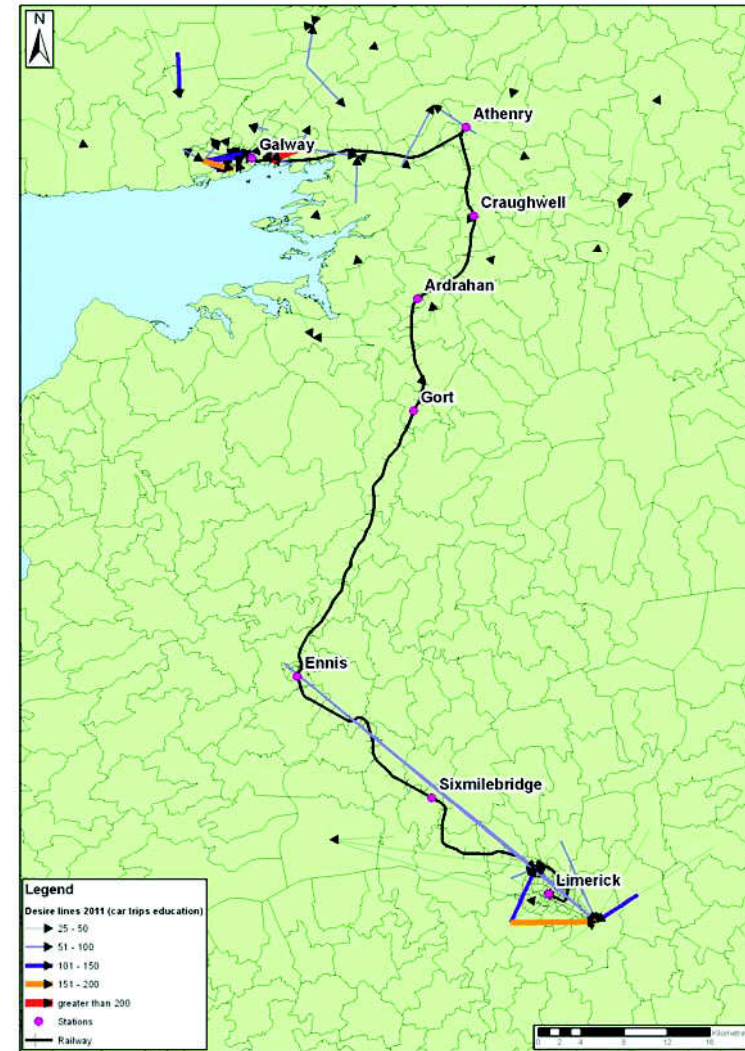 N
Athenry
Galway
Craughwell
Ardrahan
Gort
Ennis
Sixmilebridge
Limerick
Legend
Desire lines 2011 (car trips education)
25 - 50
51 - 100
101 - 150
151 - 200
greater than 200
Stations
Railway
Kilometers
0 2 4 8 12 16